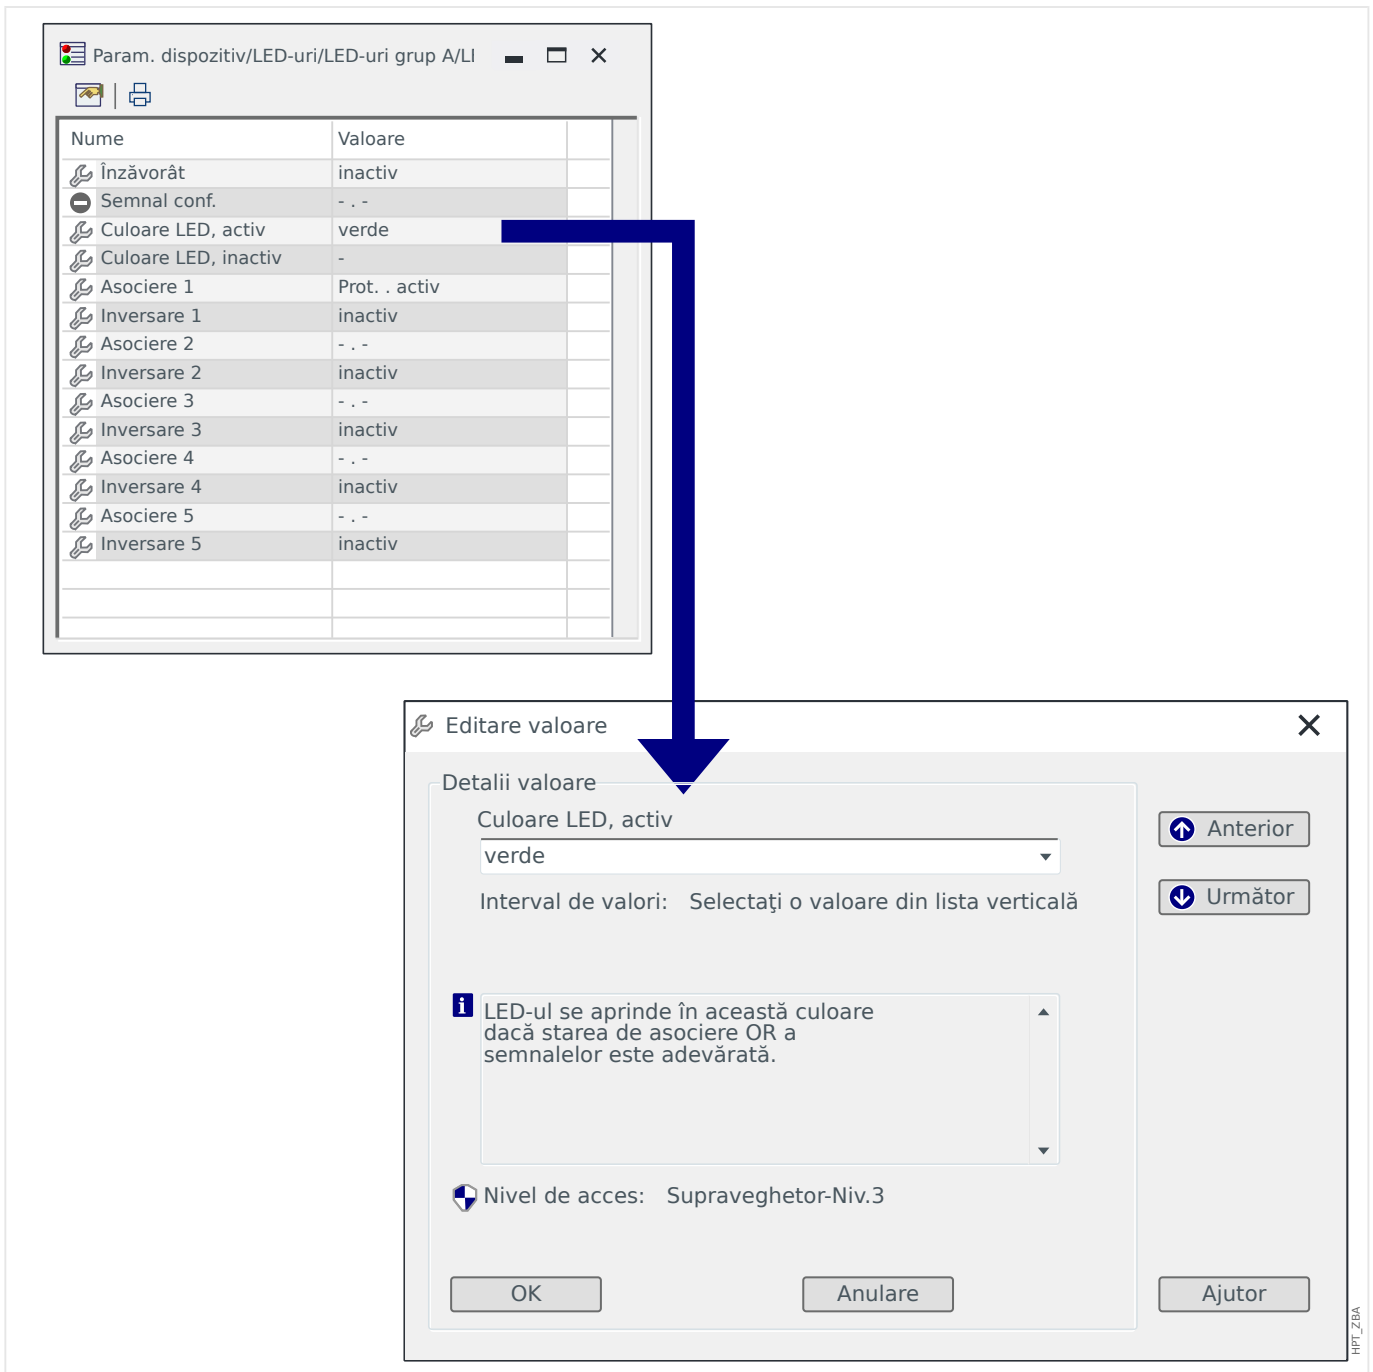 Param. dispozitiv/LED-uri/LED-uri grup A/LI
Nume Valoare
Înzăvorât inactiv
Semnal conf. - . -
Culoare LED, activ verde
Culoare LED, inactiv -
Asociere 1 Prot. . activ
Inversare 1 inactiv
Asociere 2 - . -
Inversare 2 inactiv
Asociere 3 - . -
Inversare 3 inactiv
Asociere 4 - . -
Inversare 4 inactiv
Asociere 5 - . -
Inversare 5 inactiv
Editare valoare
Detalii valoare
Culoare LED, activ
verde
Interval de valori: Selectaţi o valoare din lista verticală
Anterior
Următor
LED-ul se aprinde în această culoare
dacă starea de asociere OR a
semnalelor este adevărată.
Nivel de acces: Supraveghetor-Niv.3
OK Anulare Ajutor
HPT_ZBA